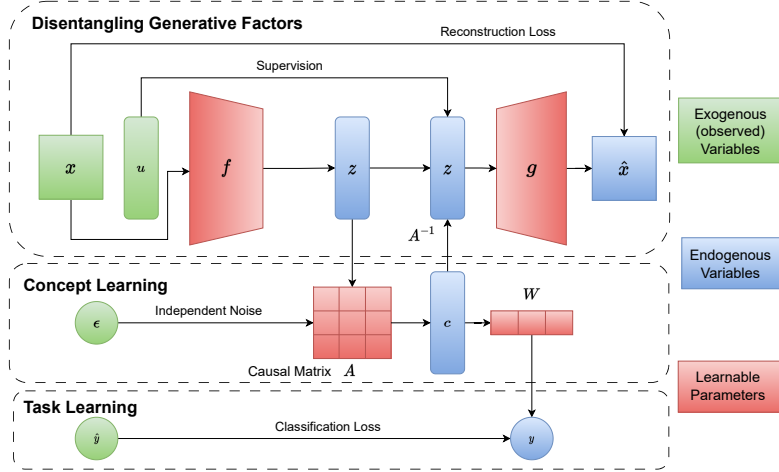 Disentangling Generative Factors
Reconstruction Loss
Supervision
x
u
f
z
z
g
x̂
A⁻¹
Concept Learning
ϵ
Independent Noise
c
W
Causal Matrix A
Task Learning
ŷ
Classification Loss
y
Exogenous
(observed)
Variables
Endogenous
Variables
Learnable
Parameters